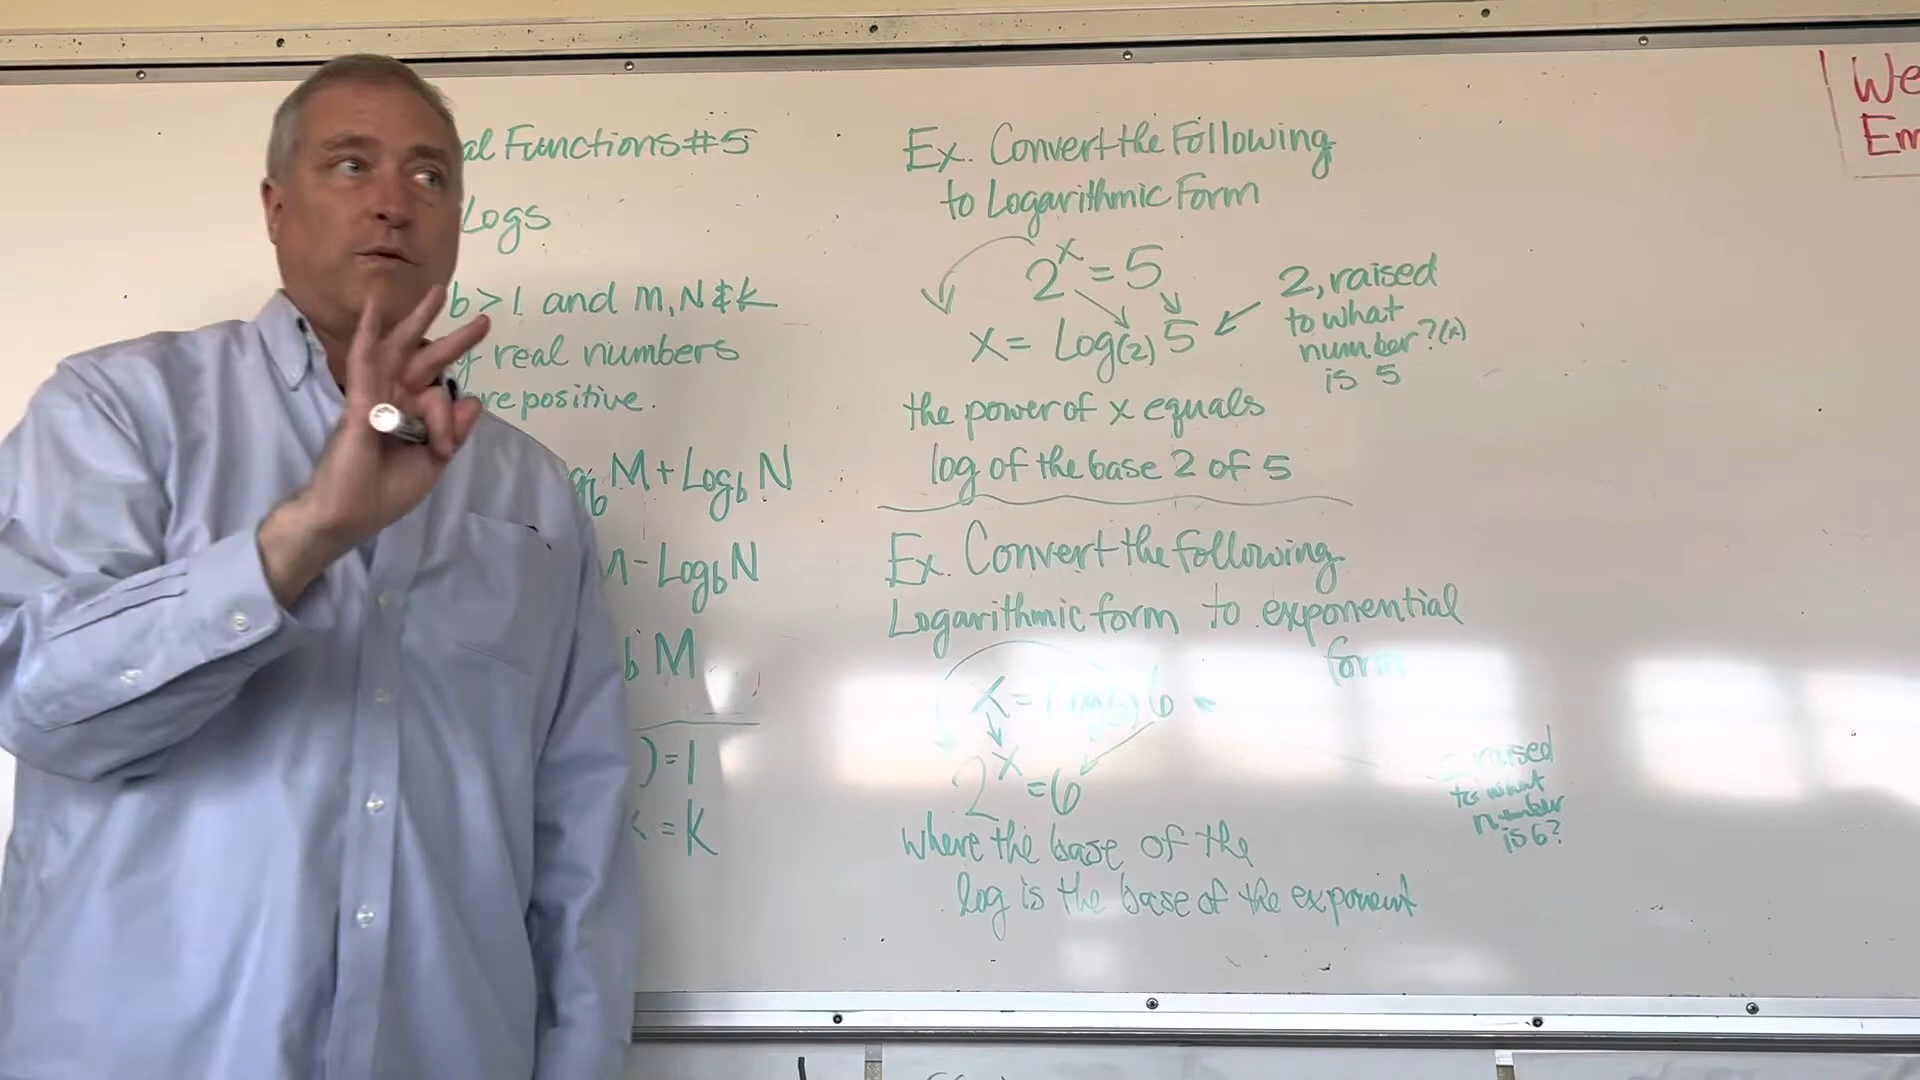 al Functions #5
Logs
b > 1 and M, N & K
real numbers
re positive.
M + Log_b N
- Log_b N
b M
) = 1
= K
Ex. Convert the Following
to Logarithmic Form
2^x = 5
x = Log(2) 5
2, raised
to what
number? (x)
is 5
the power of x equals
log of the base 2 of 5
Ex. Convert the following
Logarithmic form to exponential
form
x = Log(2) 6
2^x = 6
raised
to what
number
is 6?
where the base of the
log is the base of the exponent
We
Em